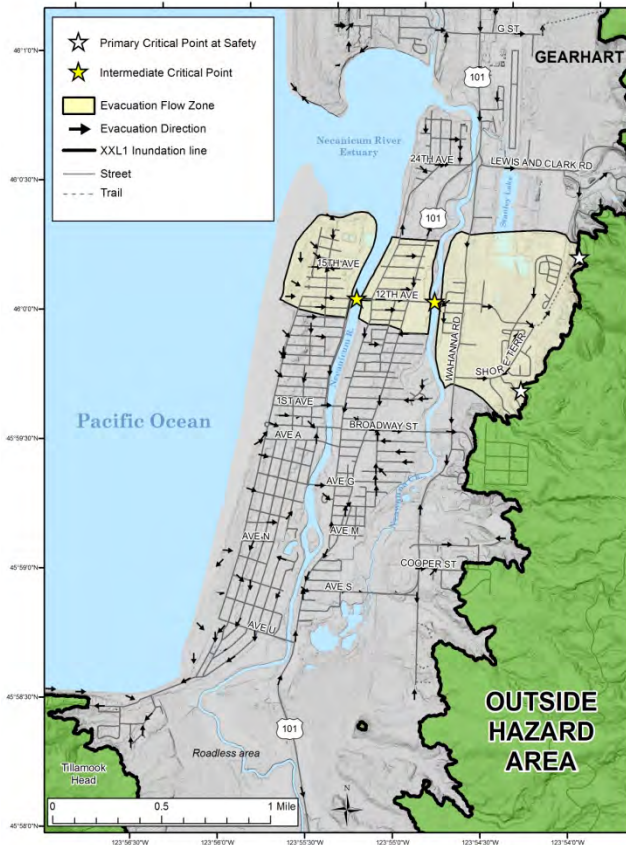 Primary Critical Point at Safety
Intermediate Critical Point
Evacuation Flow Zone
Evacuation Direction
XXL1 Inundation line
Street
Trail
G ST
101
GEARHART
Necanicum River
Estuary
24TH AVE
LEWIS AND CLARK RD
Stanley Lake
101
15TH AVE
12TH AVE
WAHANNA RD
SHORE TERR
Necanicum R.
Pacific Ocean
1ST AVE
BROADWAY ST
AVE A
AVE G
AVE N
AVE M
COOPER ST
AVE S
AVE U
OUTSIDE
HAZARD
AREA
101
Roadless area
Tillamook
Head
N
0 0.5 1 Mile
46°1'0"N
46°0'30"N
46°0'0"N
45°59'30"N
45°59'0"N
45°58'30"N
45°58'0"N
123°56'30"W 123°56'0"W 123°55'30"W 123°55'0"W 123°54'30"W 123°54'0"W